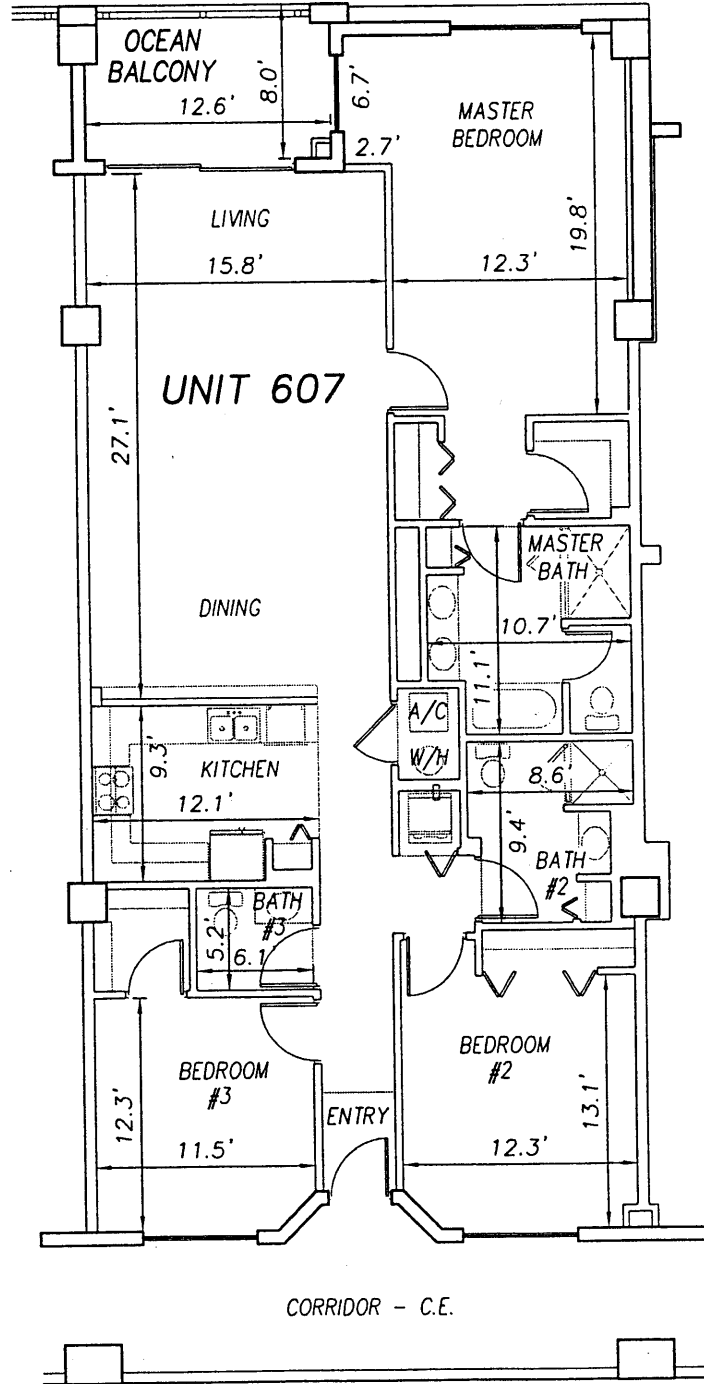 OCEAN
BALCONY
12.6'
8.0'
6.7'
2.7'
MASTER
BEDROOM
19.8'
12.3'
LIVING
15.8'
UNIT 607
27.1'
DINING
MASTER
BATH
10.7'
11.1'
A/C
W/H
KITCHEN
9.3'
12.1'
8.6'
9.4'
BATH
#2
BATH
#3
5.2'
6.1'
BEDROOM
#3
12.3'
11.5'
ENTRY
BEDROOM
#2
13.1'
12.3'
CORRIDOR - C.E.